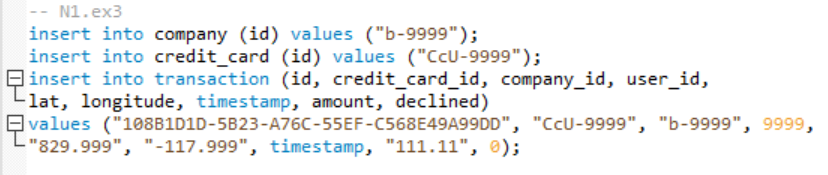 -- N1.ex3
insert into company (id) values ("b-9999");
insert into credit_card (id) values ("CcU-9999");
insert into transaction (id, credit_card_id, company_id, user_id,
lat, longitude, timestamp, amount, declined)
values ("108B1D1D-5B23-A76C-55EF-C568E49A99DD", "CcU-9999", "b-9999", 9999,
"829.999", "-117.999", timestamp, "111.11", 0);